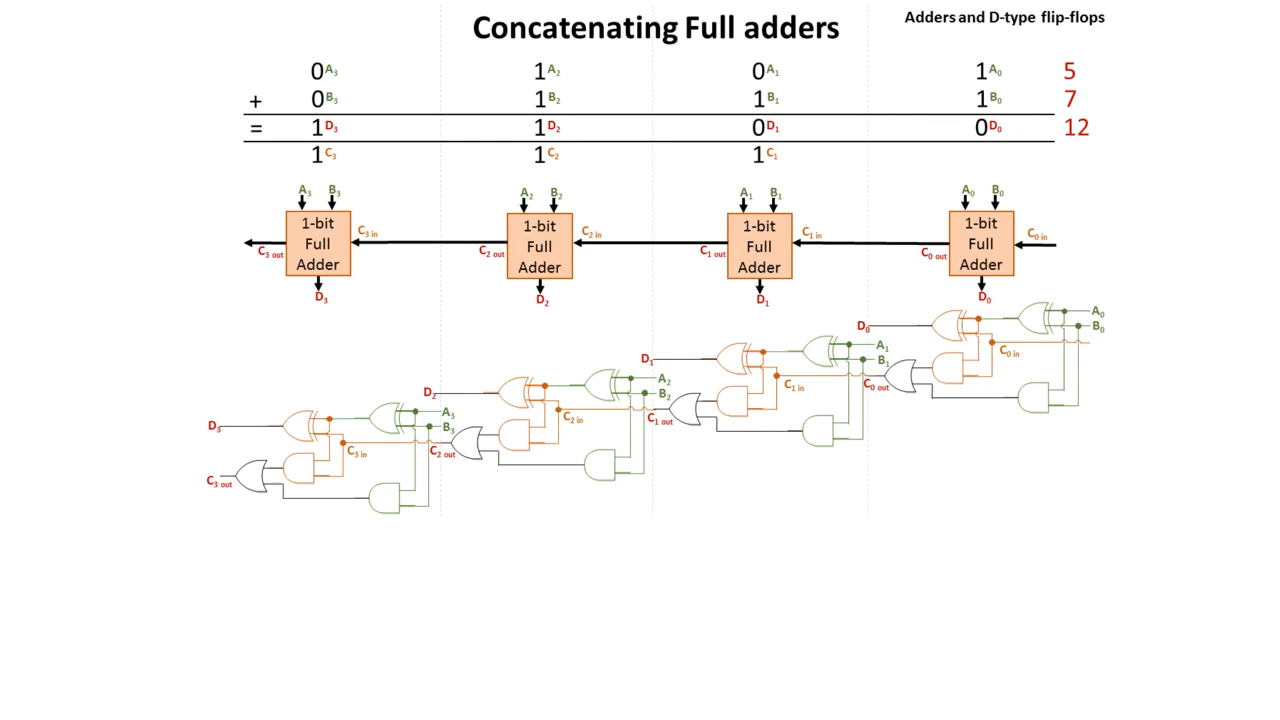 Concatenating Full adders
Adders and D-type flip-flops
0A₃ 1A₂ 0A₁ 1A₀ 5
+ 0B₃ 1B₂ 1B₁ 1B₀ 7
= 1D₃ 1D₂ 0D₁ 0D₀ 12
1C₃ 1C₂ 1C₁
A₃ B₃ A₂ B₂ A₁ B₁ A₀ B₀
C₃ out 1-bit Full Adder C₃ in C₂ out 1-bit Full Adder C₂ in C₁ out 1-bit Full Adder C₁ in C₀ out 1-bit Full Adder C₀ in
D₃ D₂ D₁ D₀
D₀ A₀
B₀
C₀ in
C₀ out
D₁ A₁
B₁
C₁ in
C₁ out
D₂ A₂
B₂
C₂ in
C₂ out
D₃ A₃
B₃
C₃ in
C₃ out